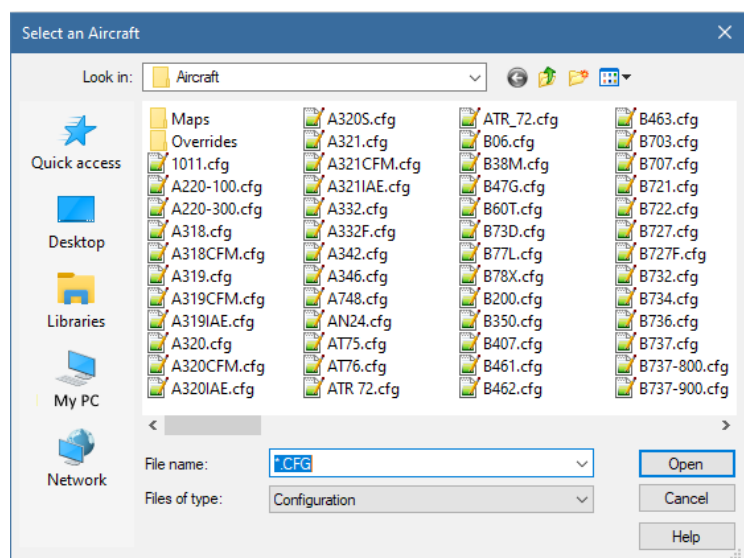 Select an Aircraft
Look in:
Aircraft
Quick access
Desktop
Libraries
My PC
Network
Maps
Overrides
1011.cfg
A220-100.cfg
A220-300.cfg
A318.cfg
A318CFM.cfg
A319.cfg
A319CFM.cfg
A319IAE.cfg
A320.cfg
A320CFM.cfg
A320IAE.cfg
A320S.cfg
A321.cfg
A321CFM.cfg
A321IAE.cfg
A332.cfg
A332F.cfg
A342.cfg
A346.cfg
A748.cfg
AN24.cfg
AT75.cfg
AT76.cfg
ATR 72.cfg
ATR_72.cfg
B06.cfg
B38M.cfg
B47G.cfg
B60T.cfg
B73D.cfg
B77L.cfg
B78X.cfg
B200.cfg
B350.cfg
B407.cfg
B461.cfg
B462.cfg
B463.cfg
B703.cfg
B707.cfg
B721.cfg
B722.cfg
B727.cfg
B727F.cfg
B732.cfg
B734.cfg
B736.cfg
B737.cfg
B737-800.cfg
B737-900.cfg
File name:
*.CFG
Open
Files of type:
Configuration
Cancel
Help